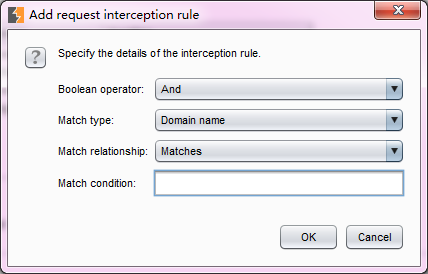 Add request interception rule
Specify the details of the interception rule.
Boolean operator: And
Match type: Domain name
Match relationship: Matches
Match condition:
OK Cancel